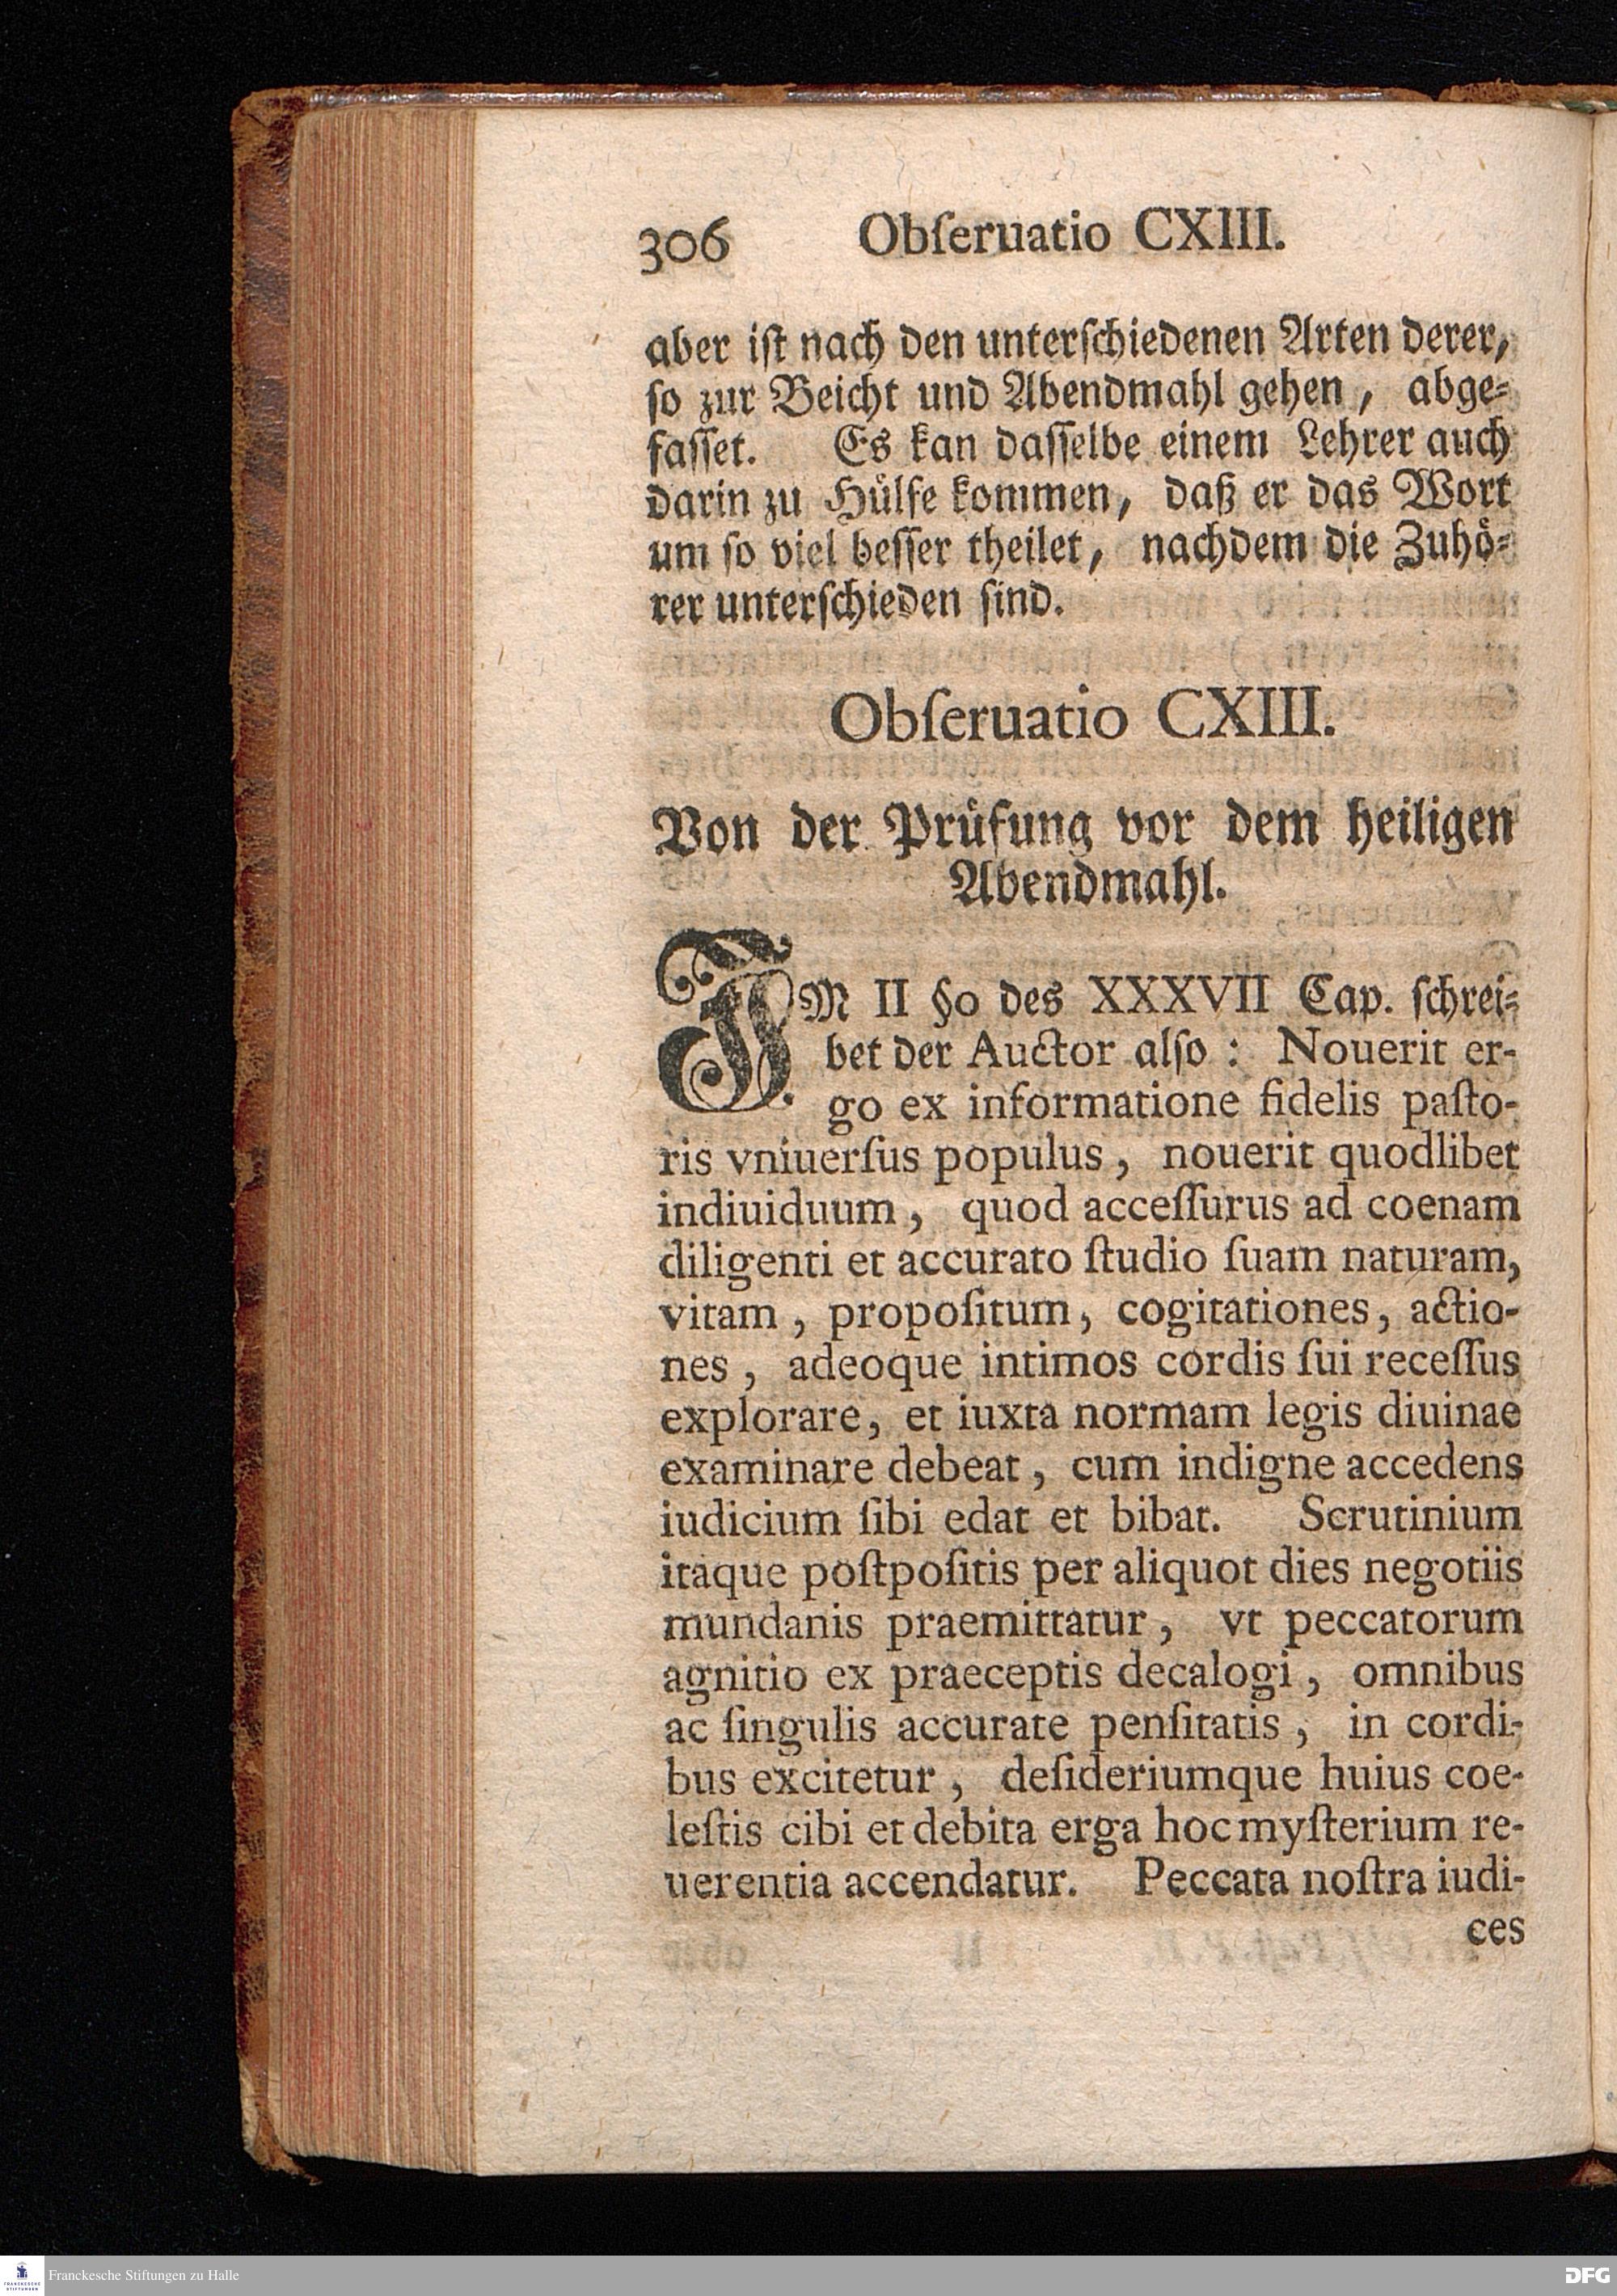 306 Obſeruatio CXIII.
aber iſt nach den unterſchiedenen Arten derer,
ſo zur Beicht und Abendmahl gehen, abge-
faſſet. Es kan daſſelbe einem Lehrer auch
darin zu Hülfe kommen, daß er das Wort
um ſo viel beſſer theilet, nachdem die Zuhö-
rer unterſchieden ſind.
Obſeruatio CXIII.
Von der Prüfung vor dem heiligen
Abendmahl.
IM II §o des XXXVII Cap. ſchrei-
bet der Auctor alſo: Nouerit er-
go ex informatione fidelis paſto-
ris vniuerſus populus, nouerit quodlibet
indiuiduum, quod acceſſurus ad coenam
diligenti et accurato ſtudio ſuam naturam,
vitam, propoſitum, cogitationes, actio-
nes, adeoque intimos cordis ſui receſſus
explorare, et iuxta normam legis diuinae
examinare debeat, cum indigne accedens
iudicium ſibi edat et bibat. Scrutinium
itaque poſtpoſitis per aliquot dies negotiis
mundanis praemittatur, vt peccatorum
agnitio ex praeceptis decalogi, omnibus
ac ſingulis accurate penſitatis, in cordi-
bus excitetur, deſideriumque huius coe-
leſtis cibi et debita erga hoc myſterium re-
uerentia accendatur. Peccata noſtra iudi-
ces
FRANCKESCHE
STIFTUNGEN
Franckesche Stiftungen zu Halle
DFG